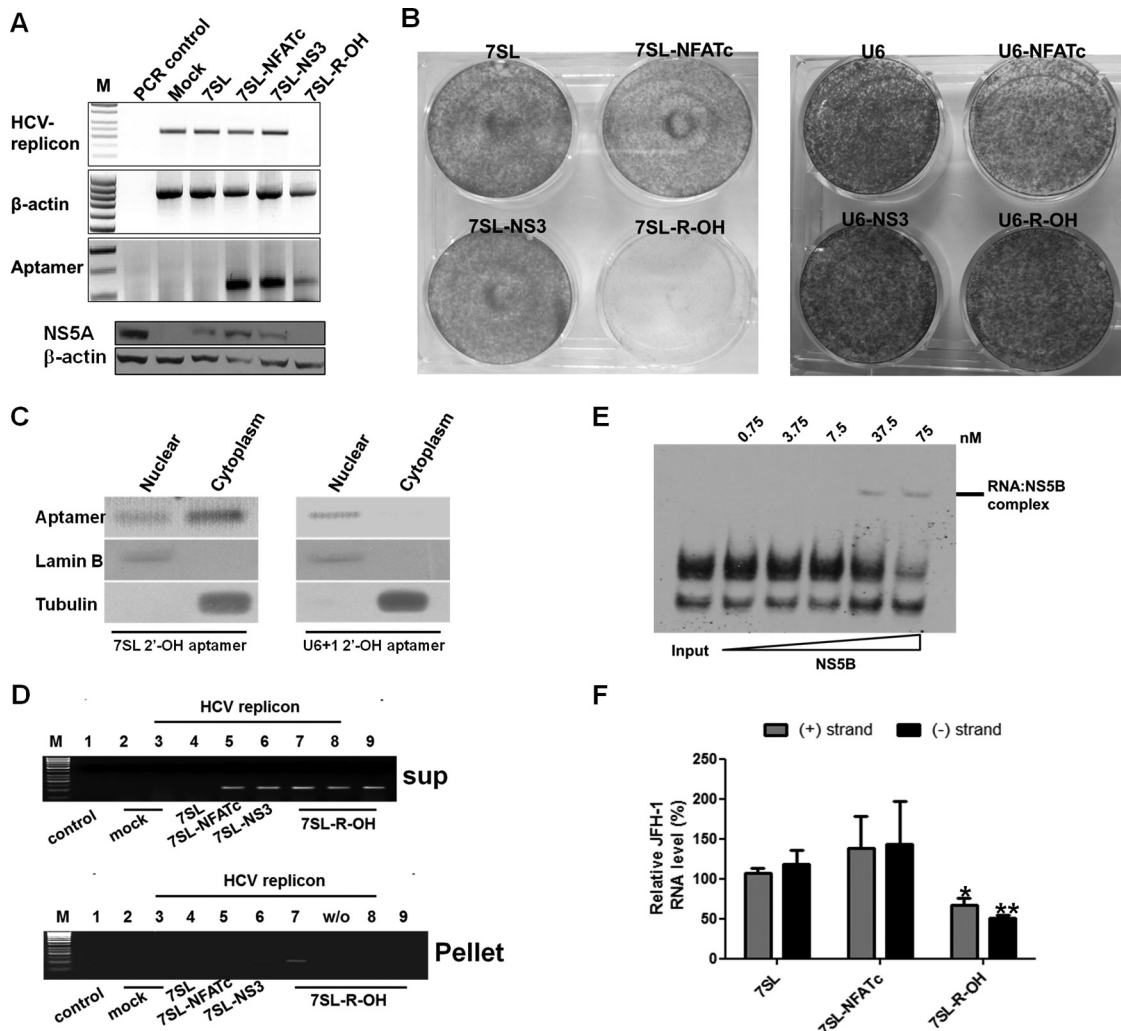 A
M
PCR control
Mock
7SL
7SL-NFATc
7SL-NS3
7SL-R-OH
HCV-
replicon
β-actin
Aptamer
NS5A
β-actin
B
7SL
7SL-NFATc
7SL-NS3
7SL-R-OH
U6
U6-NFATc
U6-NS3
U6-R-OH
C
Nuclear
Cytoplasm
Nuclear
Cytoplasm
Aptamer
Lamin B
Tubulin
7SL 2'-OH aptamer
U6+1 2'-OH aptamer
D
HCV replicon
M 1 2 3 4 5 6 7 8 9
sup
control
mock
7SL
7SL-NFATc
7SL-NS3
7SL-R-OH
HCV replicon
M 1 2 3 4 5 6 7 w/o 8 9
Pellet
control
mock
7SL
7SL-NFATc
7SL-NS3
7SL-R-OH
E
0.75 3.75 7.5 37.5 75 nM
RNA:NS5B
complex
Input
NS5B
F
(+) strand (-) strand
Relative JFH-1
RNA level (%)
250
200
150
100
50
0
* **
7SL
7SL-NFATc
7SL-R-OH